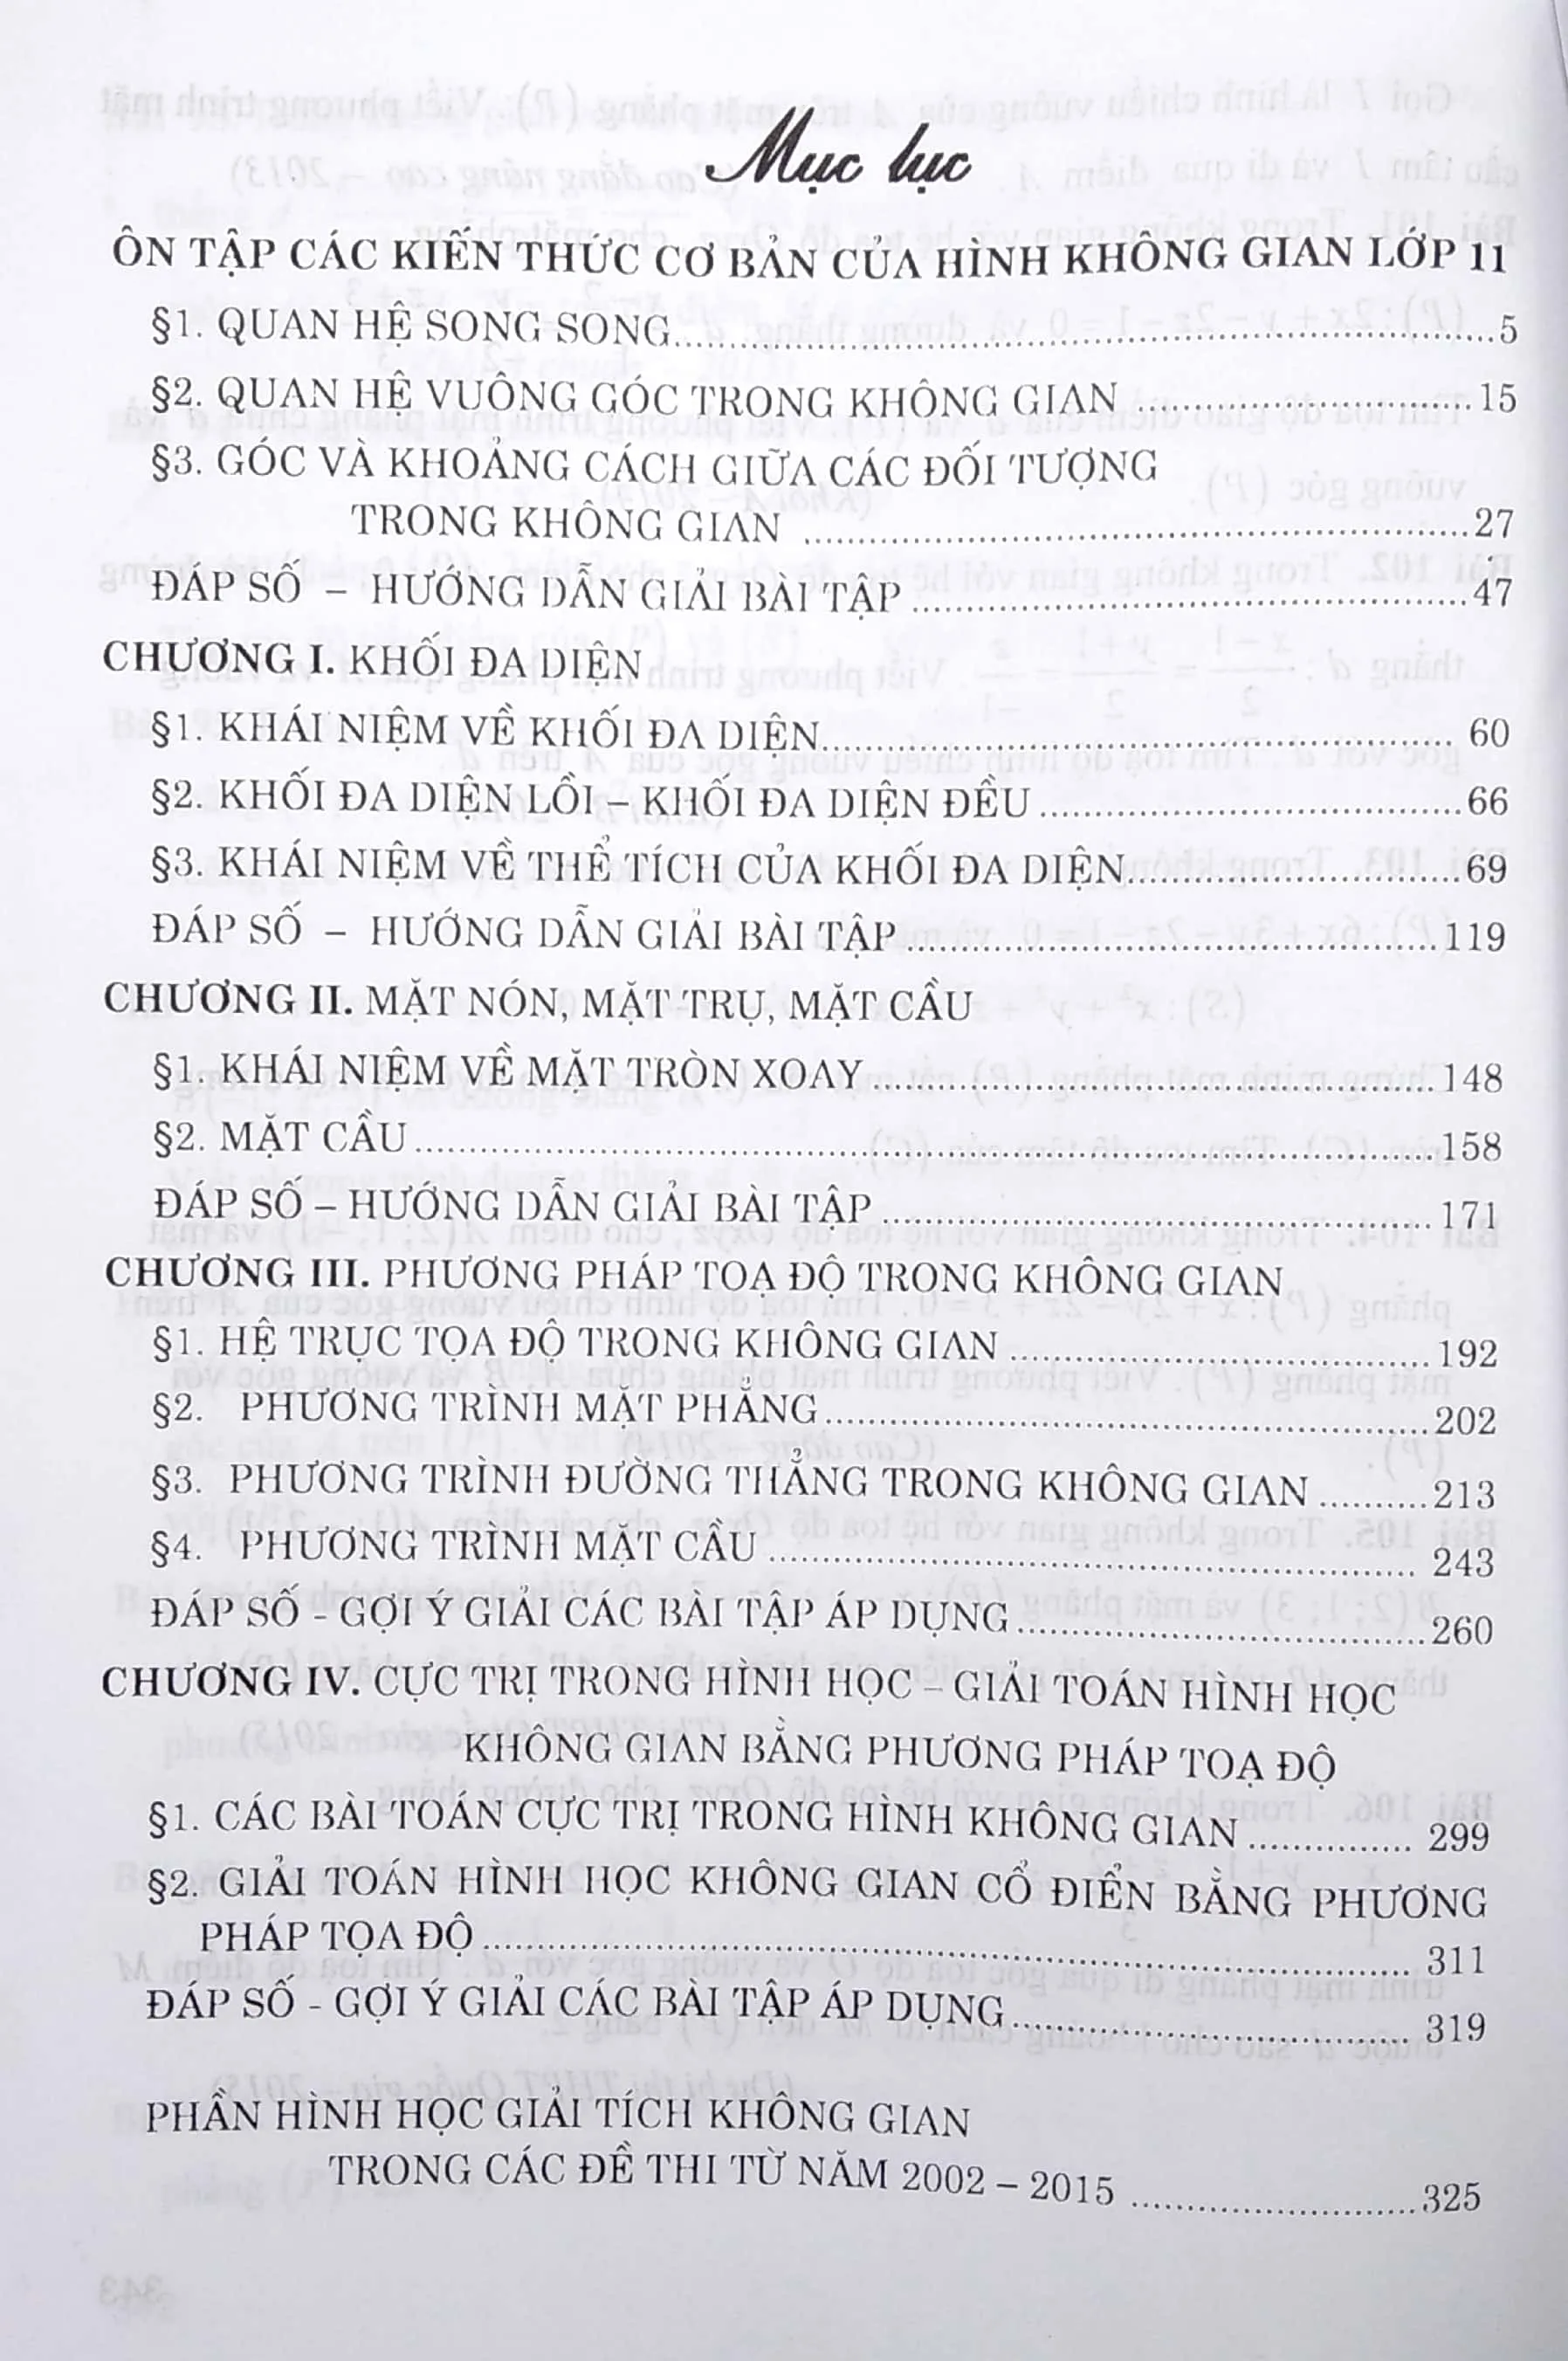 Mục lục
ÔN TẬP CÁC KIẾN THỨC CƠ BẢN CỦA HÌNH KHÔNG GIAN LỚP 11
§1. QUAN HỆ SONG SONG..........5
§2. QUAN HỆ VUÔNG GÓC TRONG KHÔNG GIAN ..........15
§3. GÓC VÀ KHOẢNG CÁCH GIỮA CÁC ĐỐI TƯỢNG
TRONG KHÔNG GIAN ..........27
ĐÁP SỐ – HƯỚNG DẪN GIẢI BÀI TẬP ..........47
CHƯƠNG I. KHỐI ĐA DIỆN
§1. KHÁI NIỆM VỀ KHỐI ĐA DIỆN.......... 60
§2. KHỐI ĐA DIỆN LỒI – KHỐI ĐA DIỆN ĐỀU ..........66
§3. KHÁI NIỆM VỀ THỂ TÍCH CỦA KHỐI ĐA DIỆN..........69
ĐÁP SỐ – HƯỚNG DẪN GIẢI BÀI TẬP..........119
CHƯƠNG II. MẶT NÓN, MẶT TRỤ, MẶT CẦU
§1. KHÁI NIỆM VỀ MẶT TRÒN XOAY ..........148
§2. MẶT CẦU ..........158
ĐÁP SỐ – HƯỚNG DẪN GIẢI BÀI TẬP .......... 171
CHƯƠNG III. PHƯƠNG PHÁP TOẠ ĐỘ TRONG KHÔNG GIAN
§1. HỆ TRỤC TỌA ĐỘ TRONG KHÔNG GIAN .......... 192
§2. PHƯƠNG TRÌNH MẶT PHẲNG..........202
§3. PHƯƠNG TRÌNH ĐƯỜNG THẲNG TRONG KHÔNG GIAN ..........213
§4. PHƯƠNG TRÌNH MẶT CẦU .......... 243
ĐÁP SỐ - GỢI Ý GIẢI CÁC BÀI TẬP ÁP DỤNG..........260
CHƯƠNG IV. CỰC TRỊ TRONG HÌNH HỌC – GIẢI TOÁN HÌNH HỌC
KHÔNG GIAN BẰNG PHƯƠNG PHÁP TOẠ ĐỘ
§1. CÁC BÀI TOÁN CỰC TRỊ TRONG HÌNH KHÔNG GIAN .......... 299
§2. GIẢI TOÁN HÌNH HỌC KHÔNG GIAN CỔ ĐIỂN BẰNG PHƯƠNG
PHÁP TỌA ĐỘ .......... 311
ĐÁP SỐ - GỢI Ý GIẢI CÁC BÀI TẬP ÁP DỤNG.......... 319
PHẦN HÌNH HỌC GIẢI TÍCH KHÔNG GIAN
TRONG CÁC ĐỀ THI TỪ NĂM 2002 – 2015 ..........325